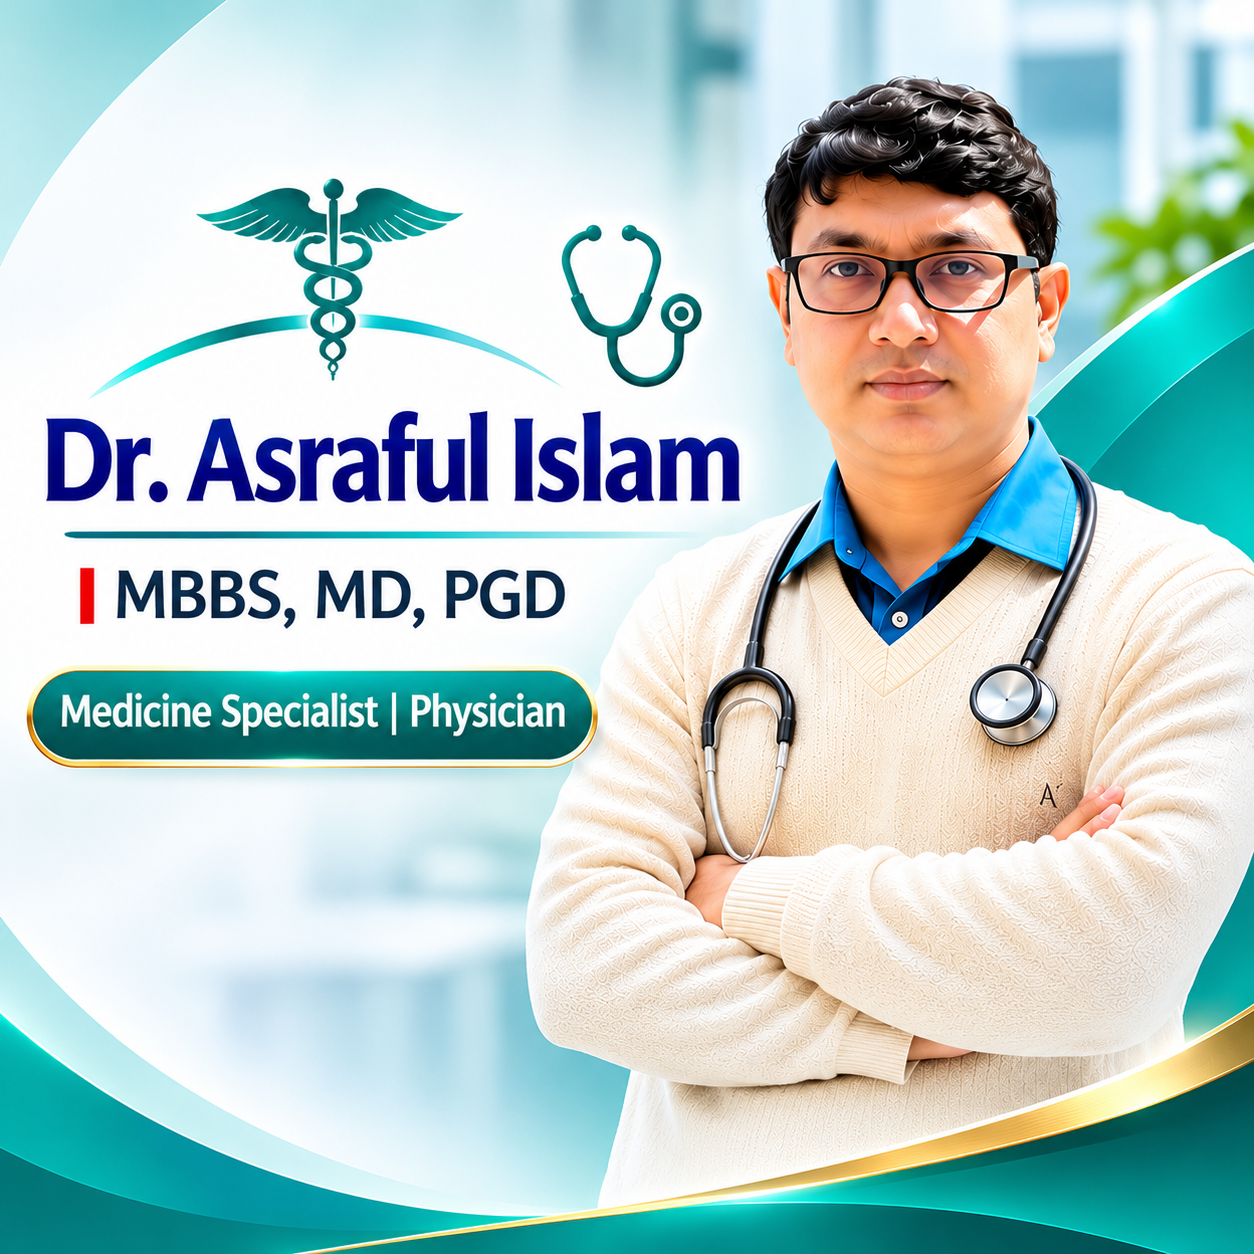 Dr. Asraful Islam
MBBS, MD, PGD
Medicine Specialist | Physician
A